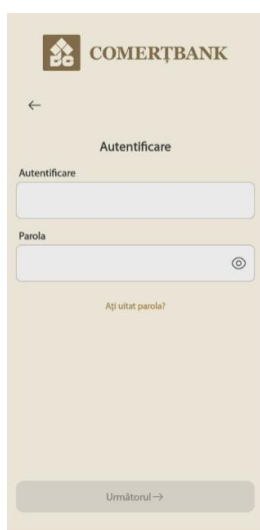 COMERȚBANK
←
Autentificare
Autentificare
Parola
Ați uitat parola?
Următorul →